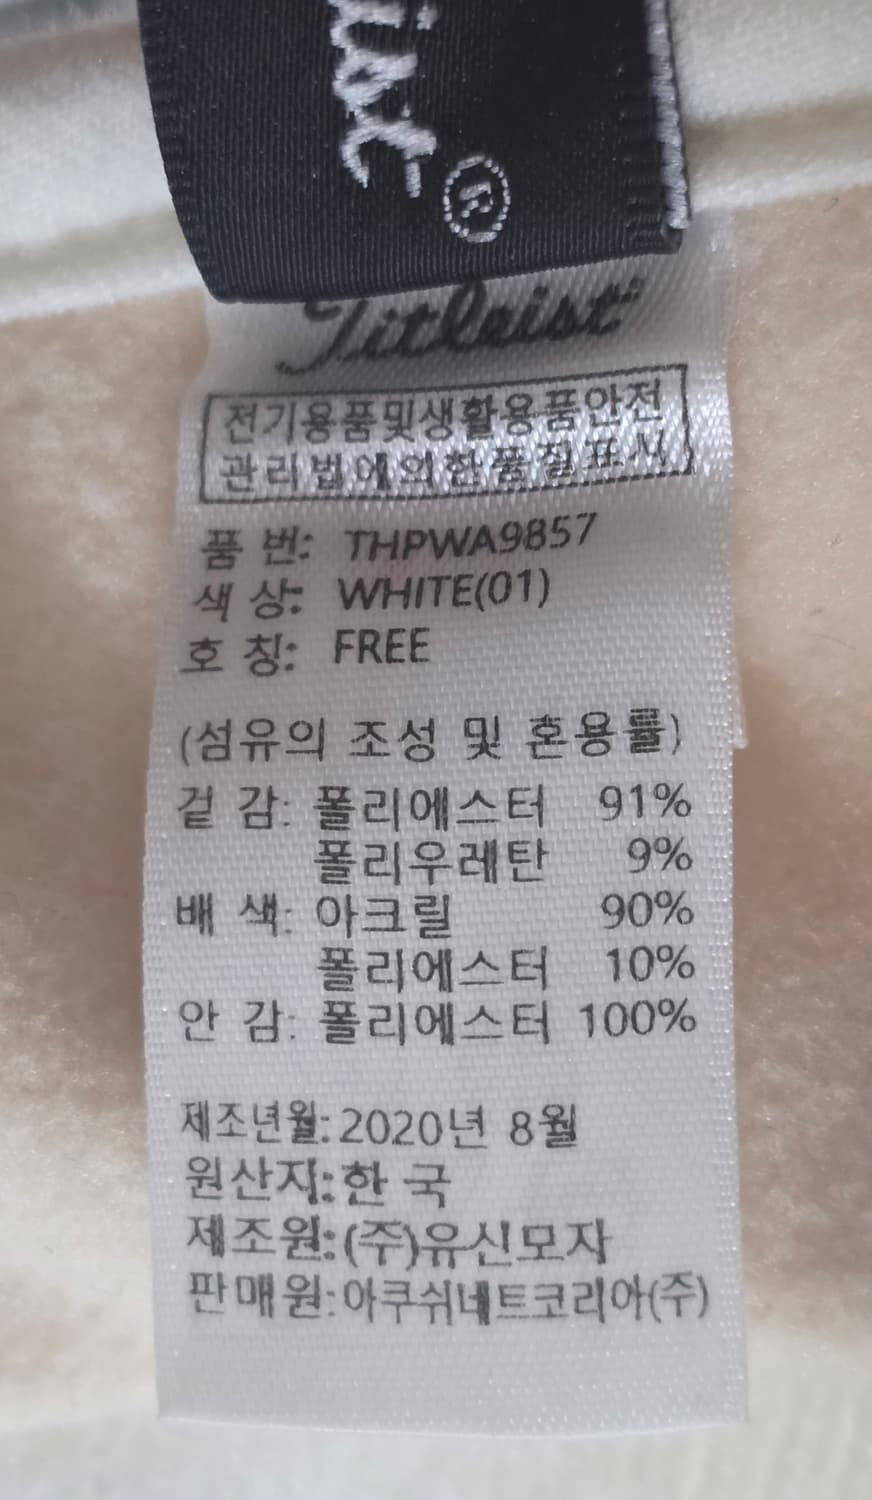 ist®
Titleist
전기용품및생활용품안전
관리법에의한품질표시
품 번: THPWA9857
색 상: WHITE(01)
호 칭: FREE
(섬유의 조성 및 혼용률)
겉 감: 폴리에스터 91%
폴리우레탄 9%
배 색: 아크릴 90%
폴리에스터 10%
안 감: 폴리에스터 100%
제조년월: 2020년 8월
원산지: 한 국
제조원: (주)유신모자
판매원: 아쿠쉬네트코리아(주)